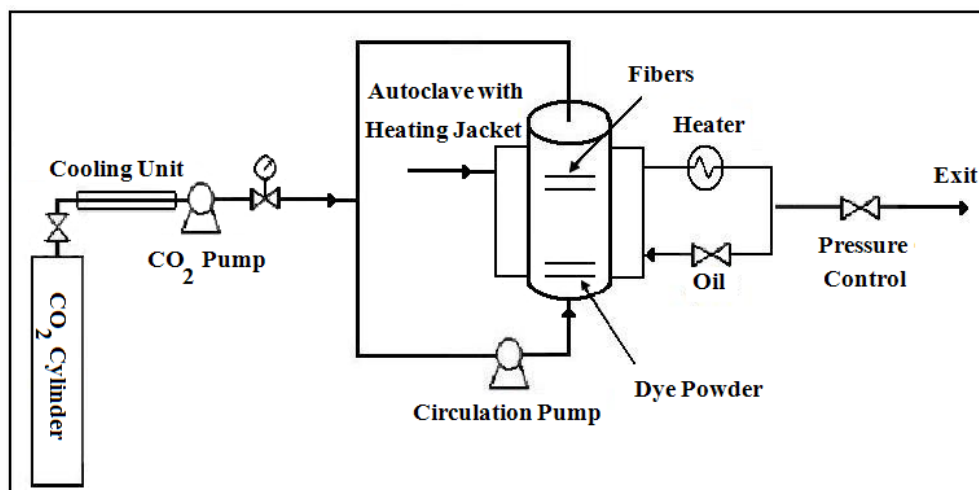 Fibers
Autoclave with
Heating Jacket
Heater
Cooling Unit
Exit
CO2 Pump
Pressure
Control
Oil
CO2 Cylinder
Dye Powder
Circulation Pump